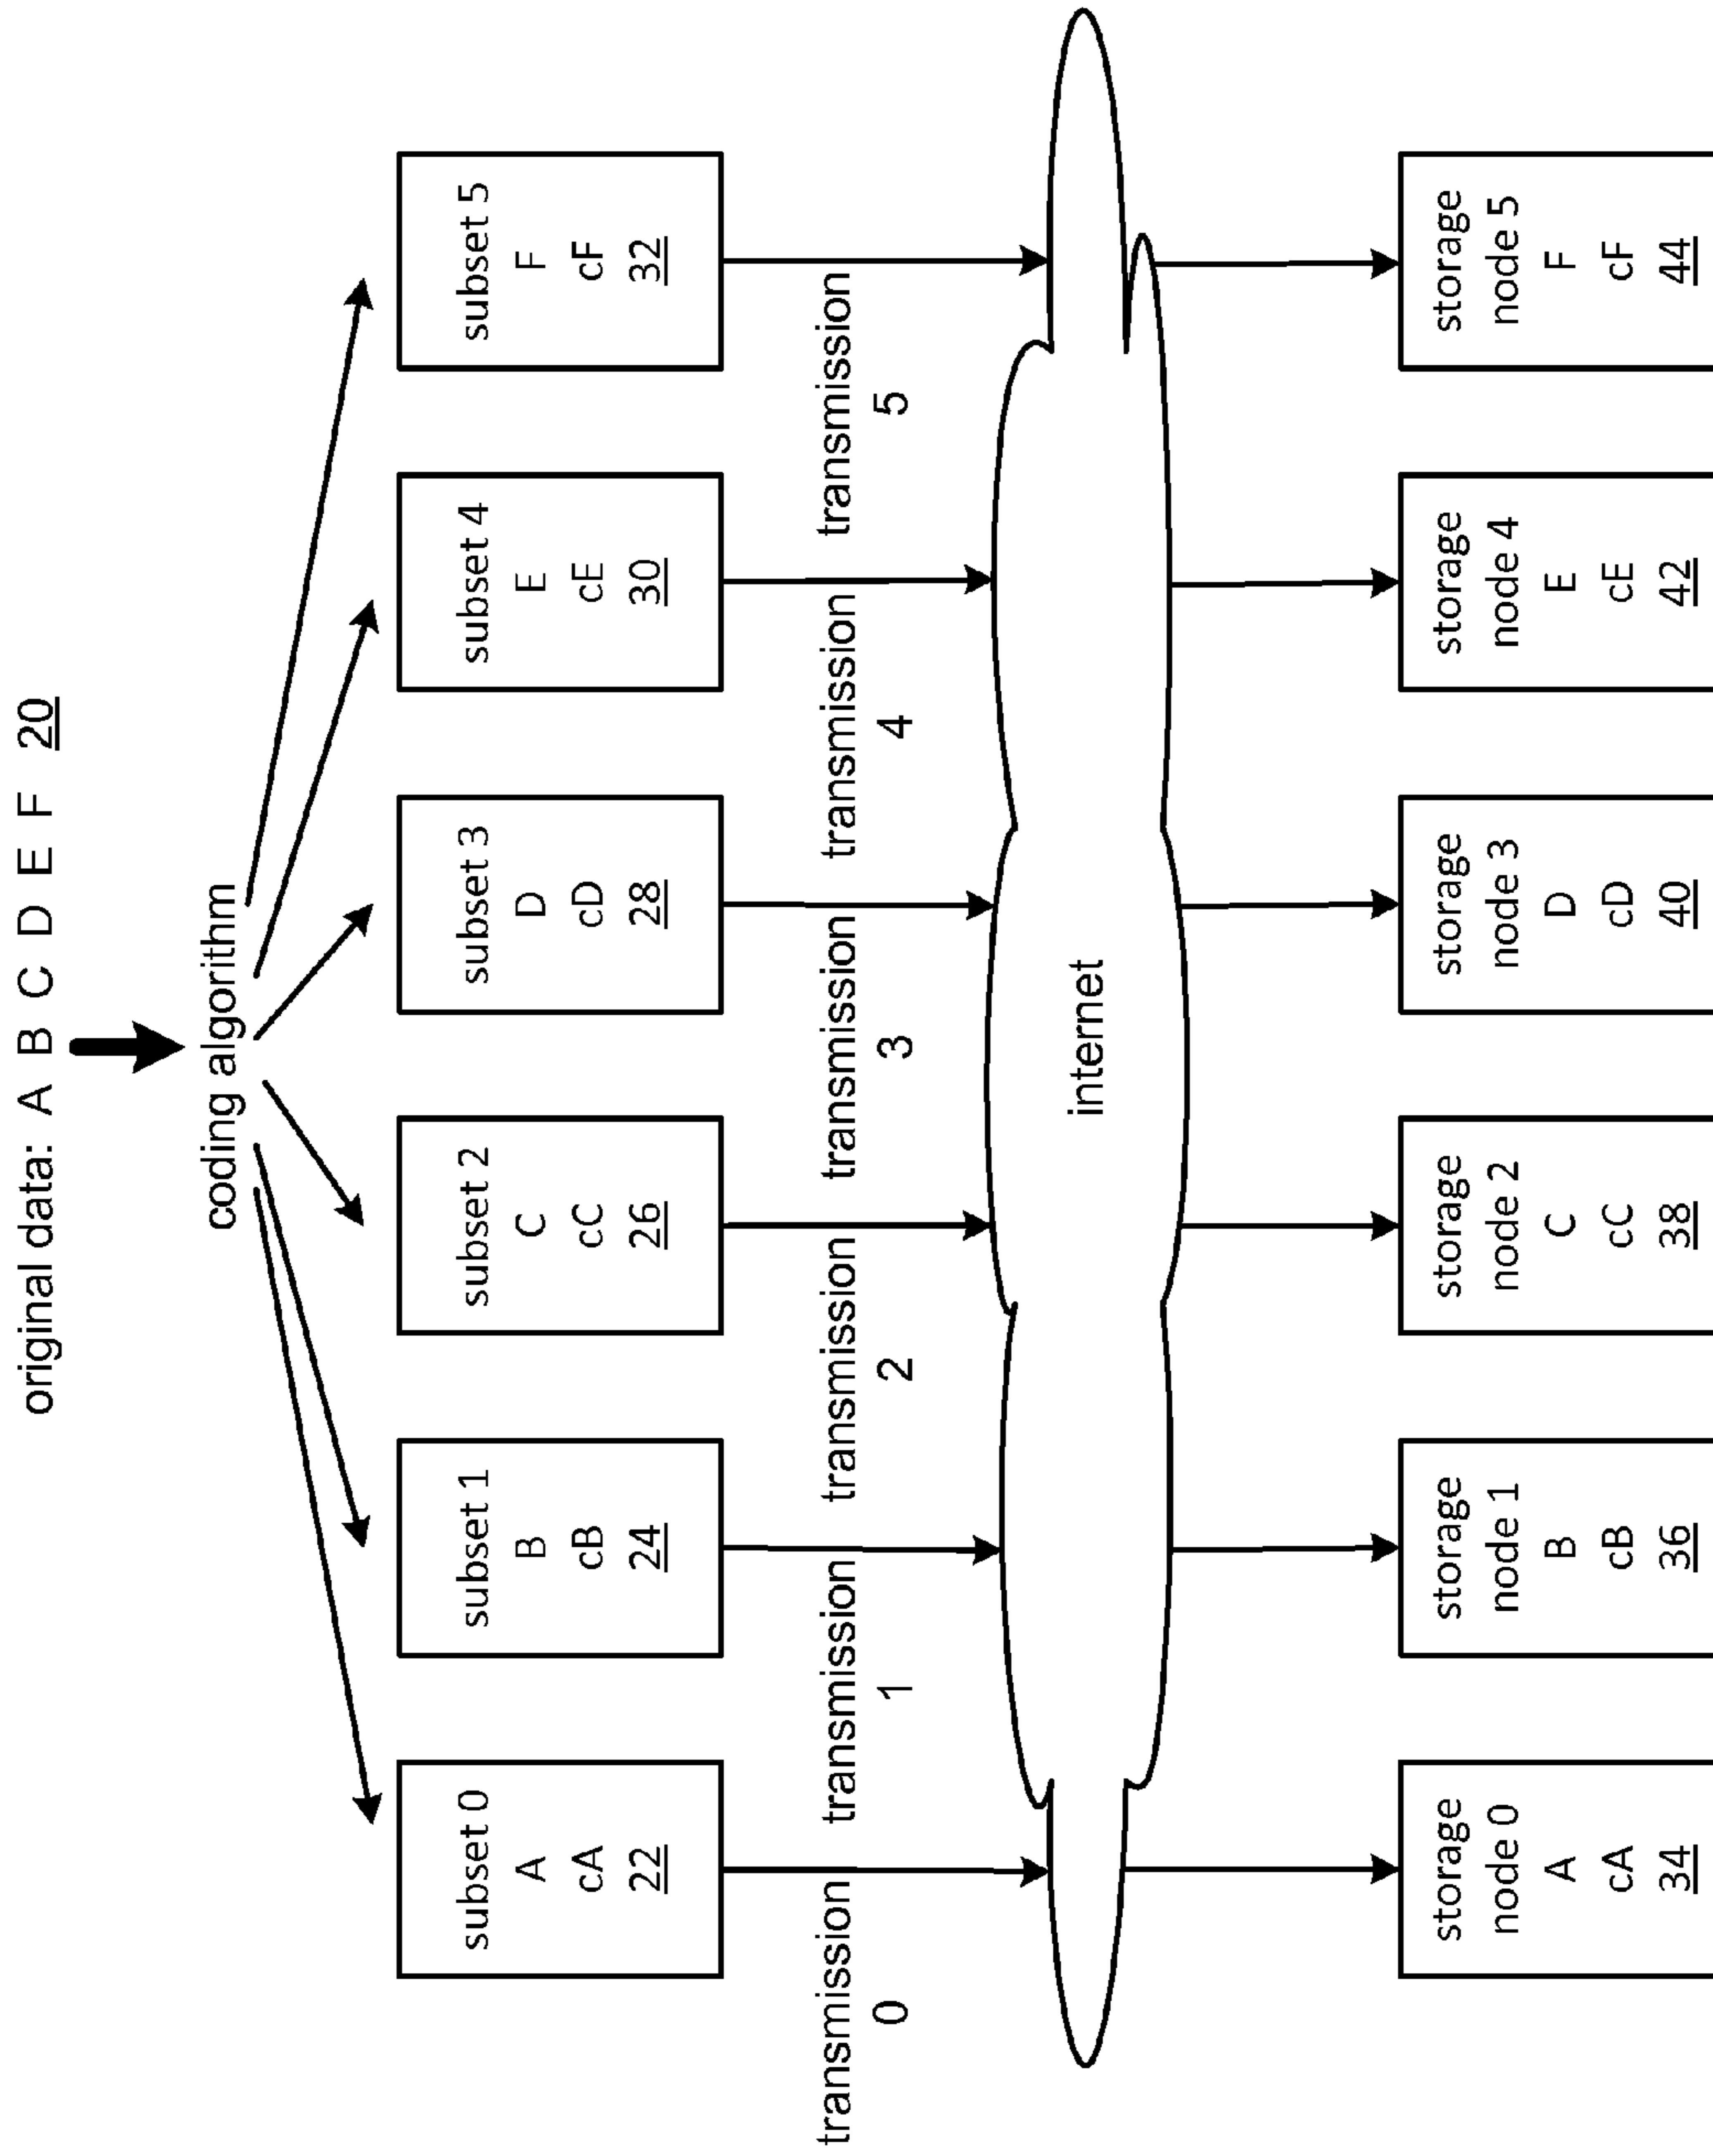 original data: A B C D E F 20
coding algorithm
subset 0
A
cA
22
subset 1
B
cB
24
subset 2
C
cC
26
subset 3
D
cD
28
subset 4
E
cE
30
subset 5
F
cF
32
transmission
0
transmission
1
transmission
2
transmission
3
transmission
4
transmission
5
internet
storage
node 0
A
cA
34
storage
node 1
B
cB
36
storage
node 2
C
cC
38
storage
node 3
D
cD
40
storage
node 4
E
cE
42
storage
node 5
F
cF
44